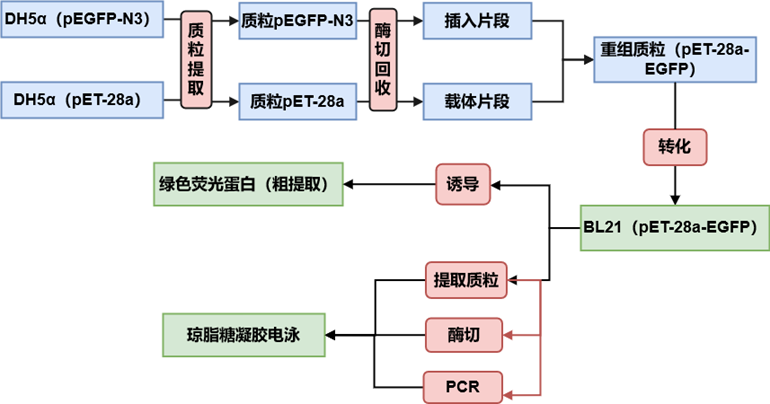 DH5α（pEGFP-N3）
质粒提取
质粒pEGFP-N3
酶切回收
插入片段
重组质粒（pET-28a-
EGFP）
DH5α（pET-28a）
质粒pET-28a
载体片段
转化
绿色荧光蛋白（粗提取）
诱导
BL21（pET-28a-EGFP）
提取质粒
琼脂糖凝胶电泳
酶切
PCR